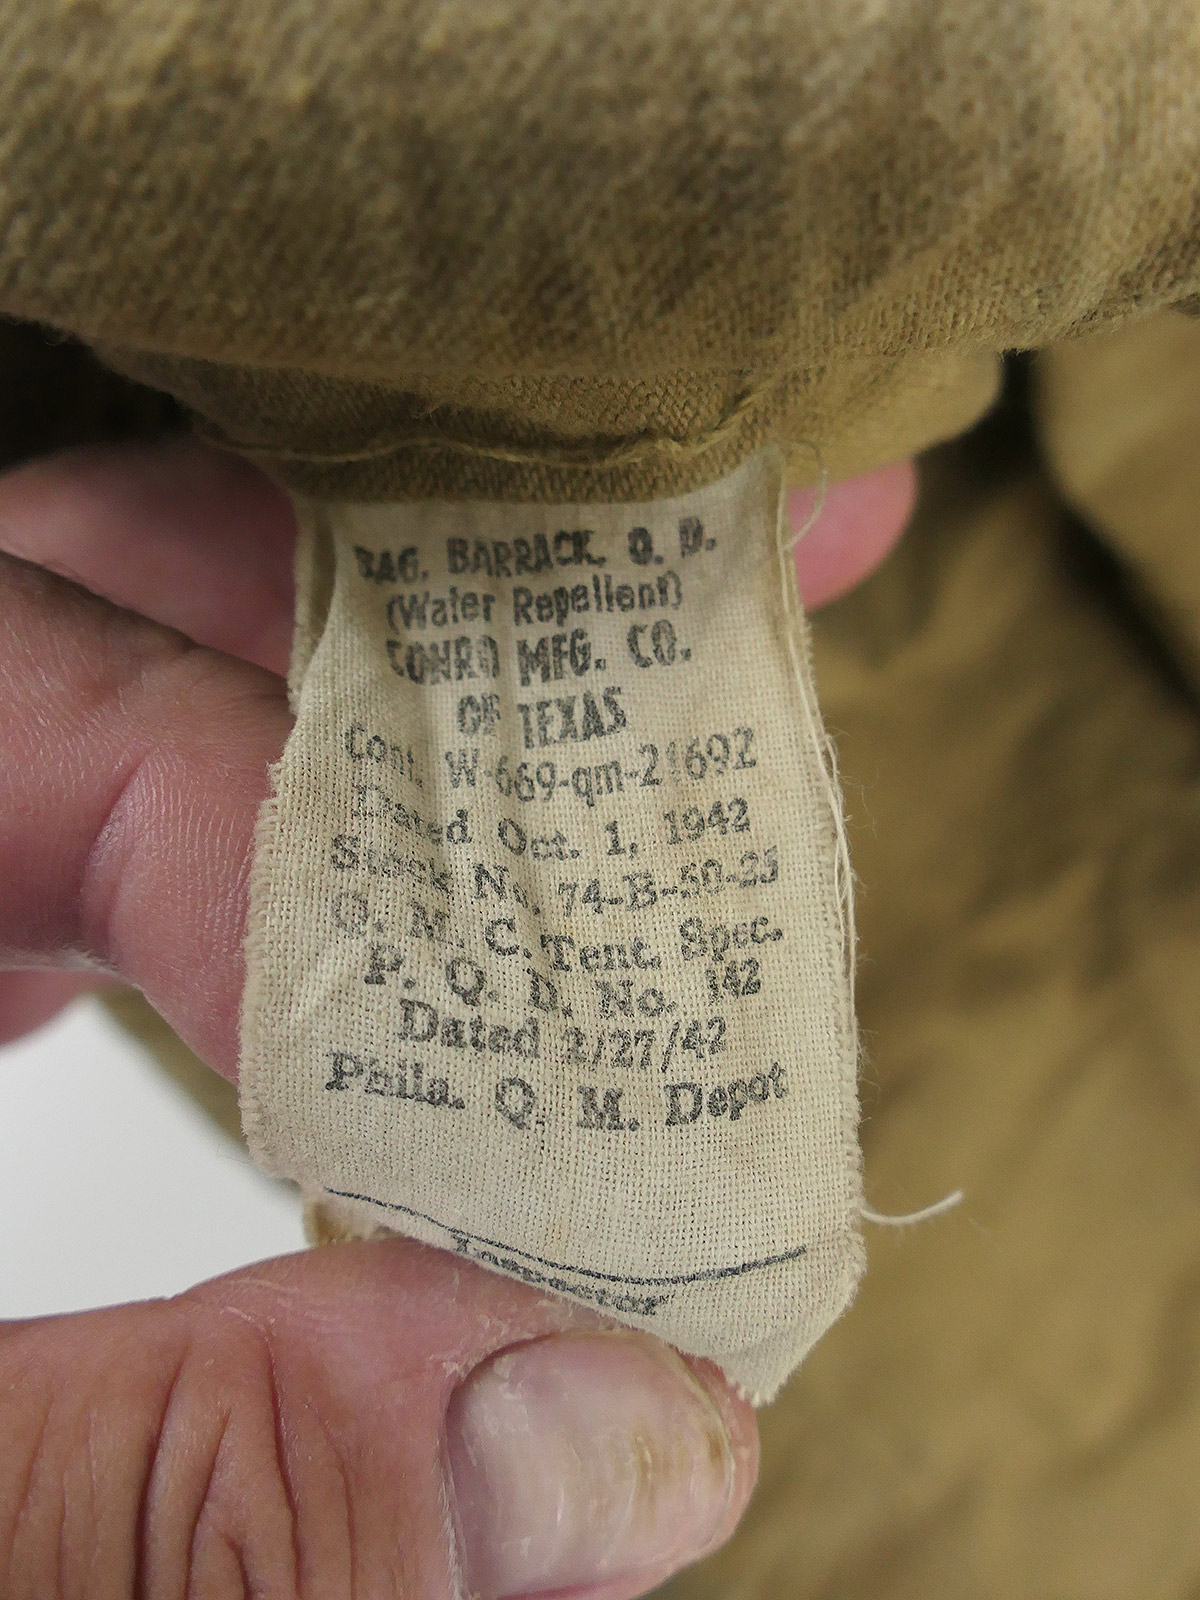 BAG, BARRACK, O. D.
(Water Repellent)
CONRO MFG. CO.
OF TEXAS
Cont. W-669-qm-21692
Dated Oct. 1, 1942
Stock No. 74-B-50-25
Q. M. C. Tent. Spec.
P. Q. D. No. 142
Dated 2/27/42
Phila. Q. M. Depot
Inspector